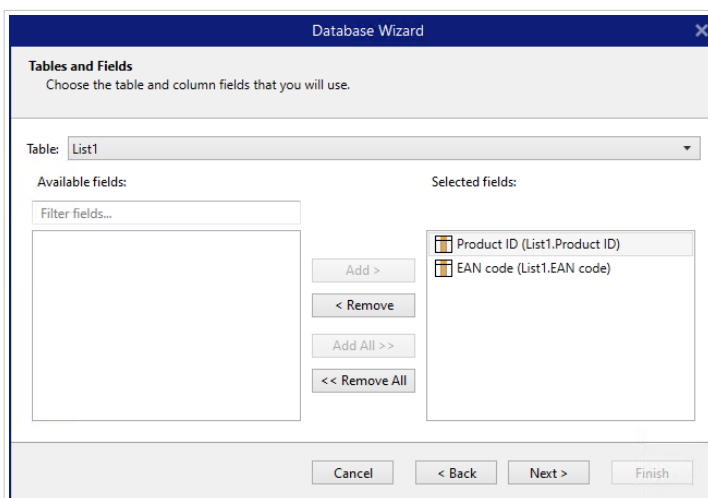 Database Wizard
Tables and Fields
Choose the table and column fields that you will use.
Table: List1
Available fields:
Selected fields:
Filter fields...
Product ID (List1.Product ID)
EAN code (List1.EAN code)
Add >
< Remove
Add All >>
<< Remove All
Cancel
< Back
Next >
Finish